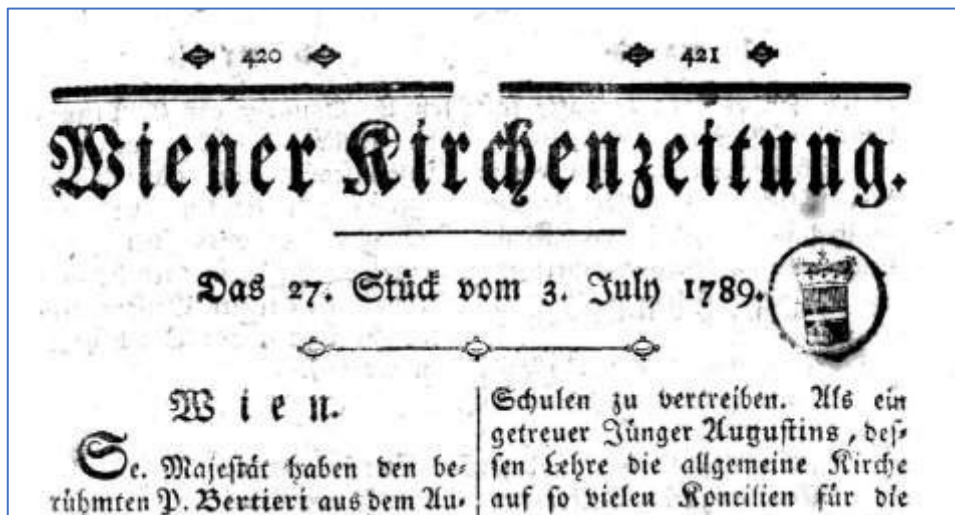 420
421
Wiener Kirchenzeitung.
Das 27. Stück vom 3. July 1789.
Wien.
Se. Majestät haben den be-
rühmten P. Bertieri aus dem Au-
Schulen zu vertreiben. Als ein
getreuer Jünger Augustins, des-
sen Lehre die allgemeine Kirche
auf so vielen Koncilien für die